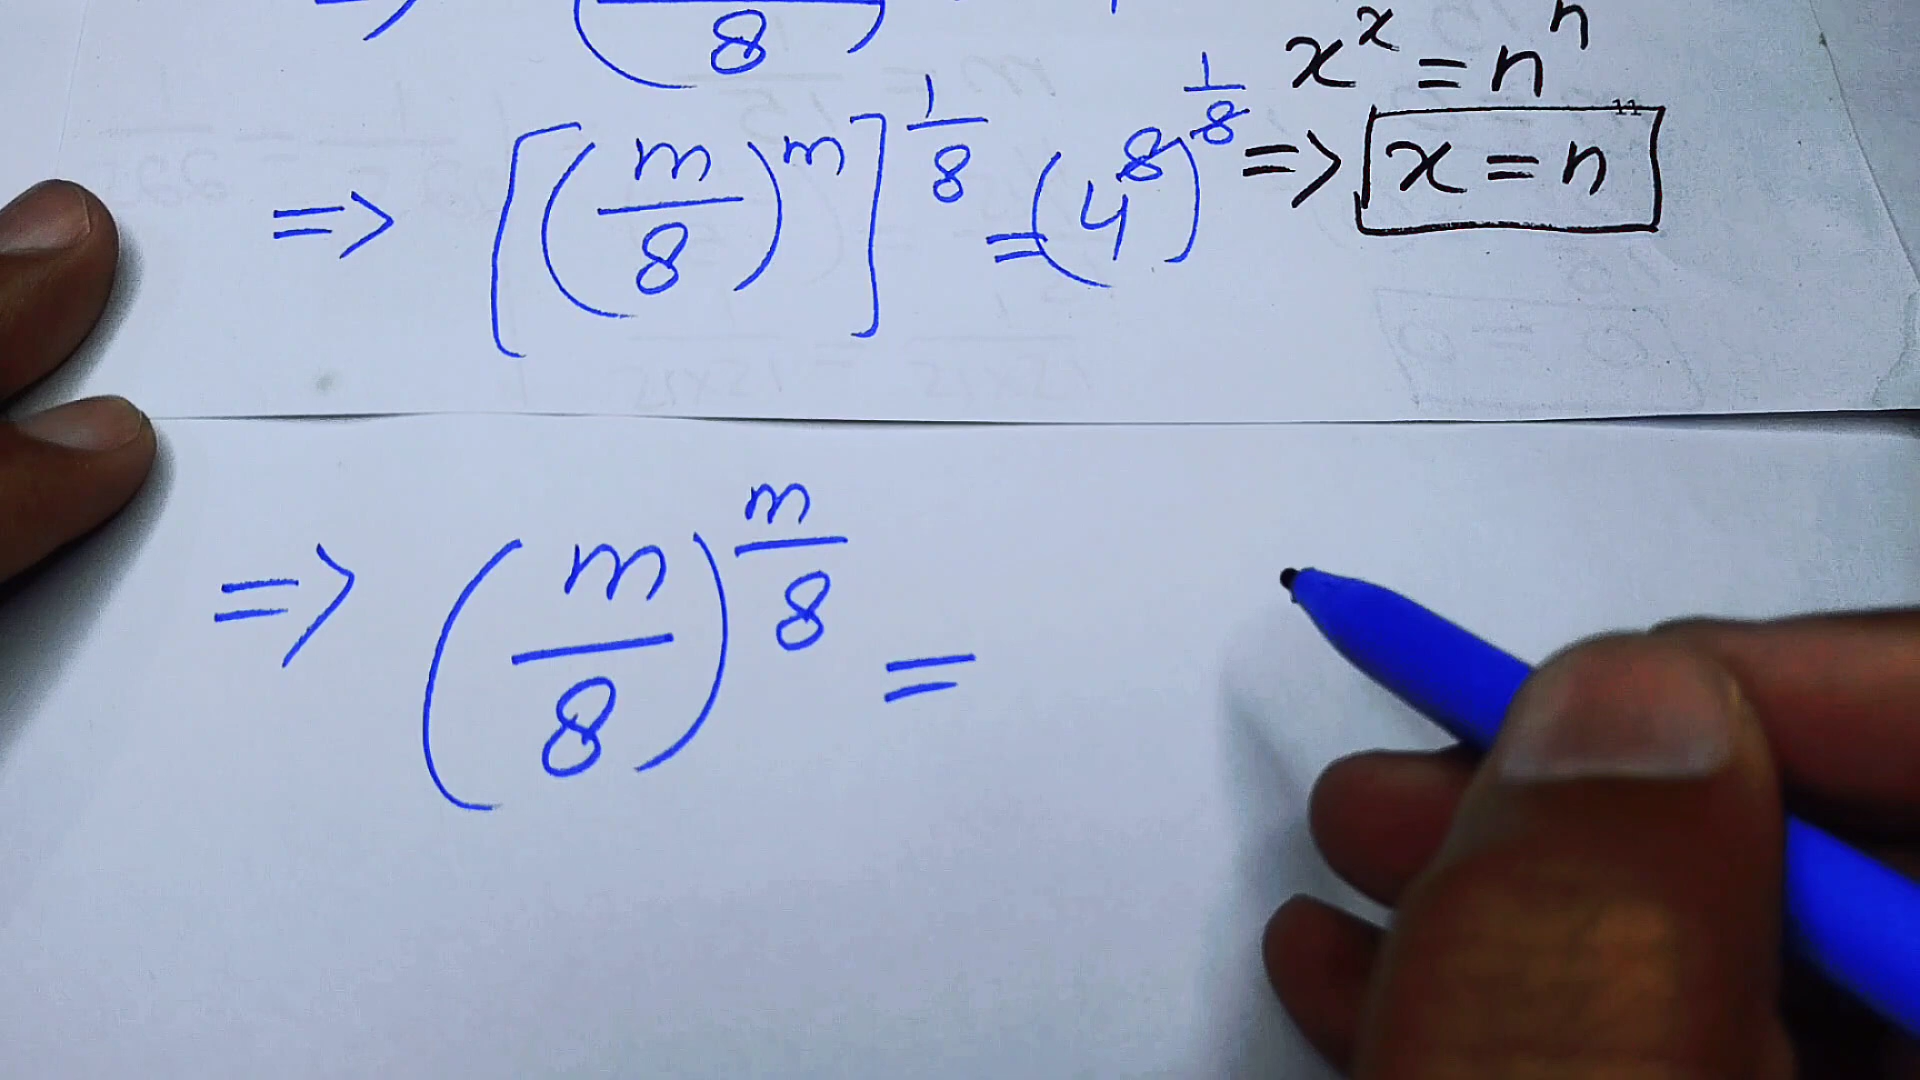 => ( /8)
x^x = n^n
=> [(m/8)^m]^(1/8) = (4^8)^(1/8)
=> x = n
=> (m/8)^(m/8) =